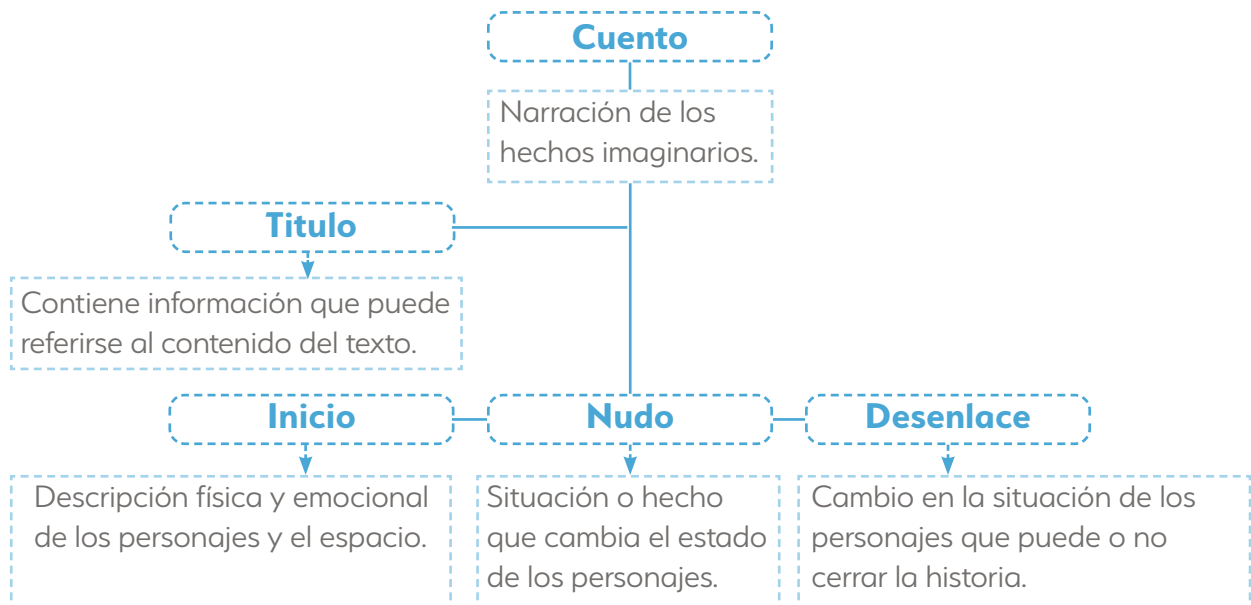 Cuento
Narración de los
hechos imaginarios.
Titulo
Contiene información que puede
referirse al contenido del texto.
Inicio
Nudo
Desenlace
Descripción física y emocional
de los personajes y el espacio.
Situación o hecho
que cambia el estado
de los personajes.
Cambio en la situación de los
personajes que puede o no
cerrar la historia.